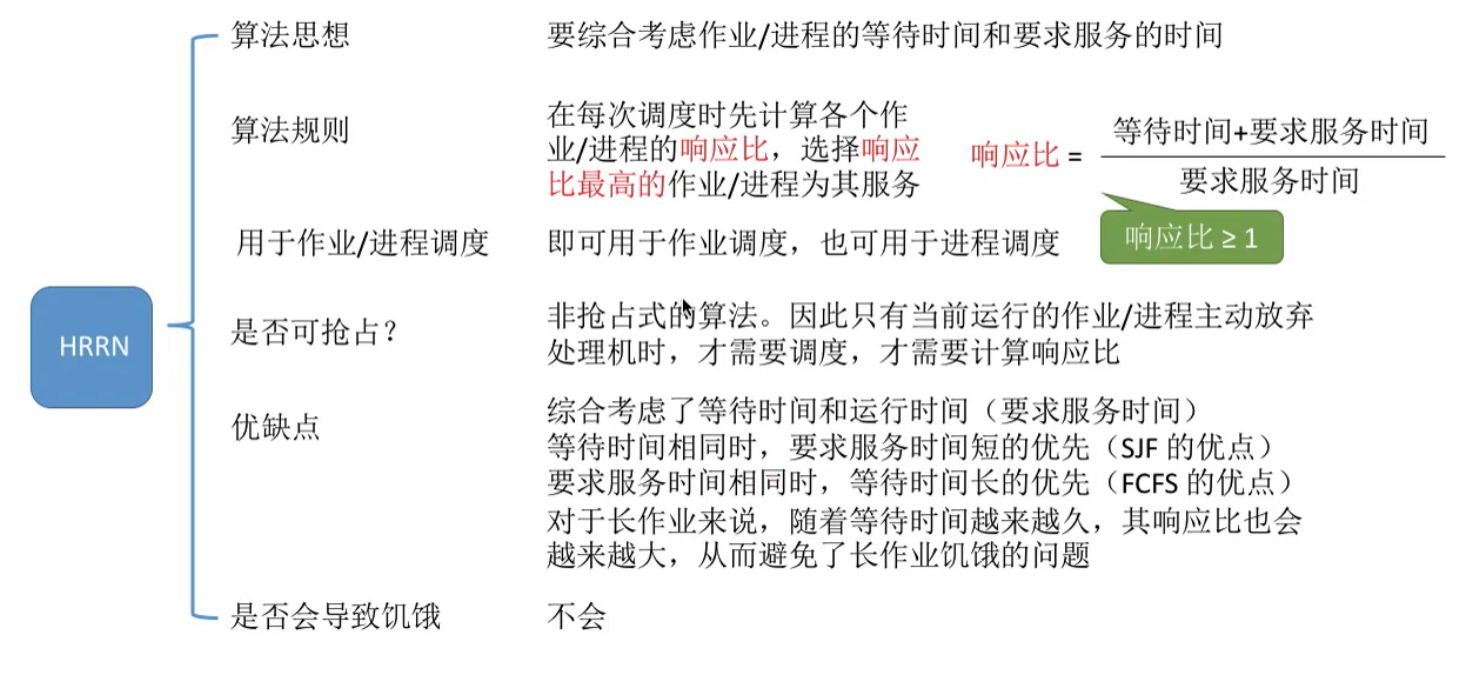 HRRN
算法思想
要综合考虑作业/进程的等待时间和要求服务的时间
算法规则
在每次调度时先计算各个作
业/进程的响应比，选择响应
比最高的作业/进程为其服务
响应比 =
等待时间+要求服务时间
要求服务时间
响应比 ≥ 1
用于作业/进程调度
即可用于作业调度，也可用于进程调度
是否可抢占？
非抢占式的算法。因此只有当前运行的作业/进程主动放弃
处理机时，才需要调度，才需要计算响应比
优缺点
综合考虑了等待时间和运行时间（要求服务时间）
等待时间相同时，要求服务时间短的优先（SJF 的优点）
要求服务时间相同时，等待时间长的优先（FCFS 的优点）
对于长作业来说，随着等待时间越来越久，其响应比也会
越来越大，从而避免了长作业饥饿的问题
是否会导致饥饿
不会